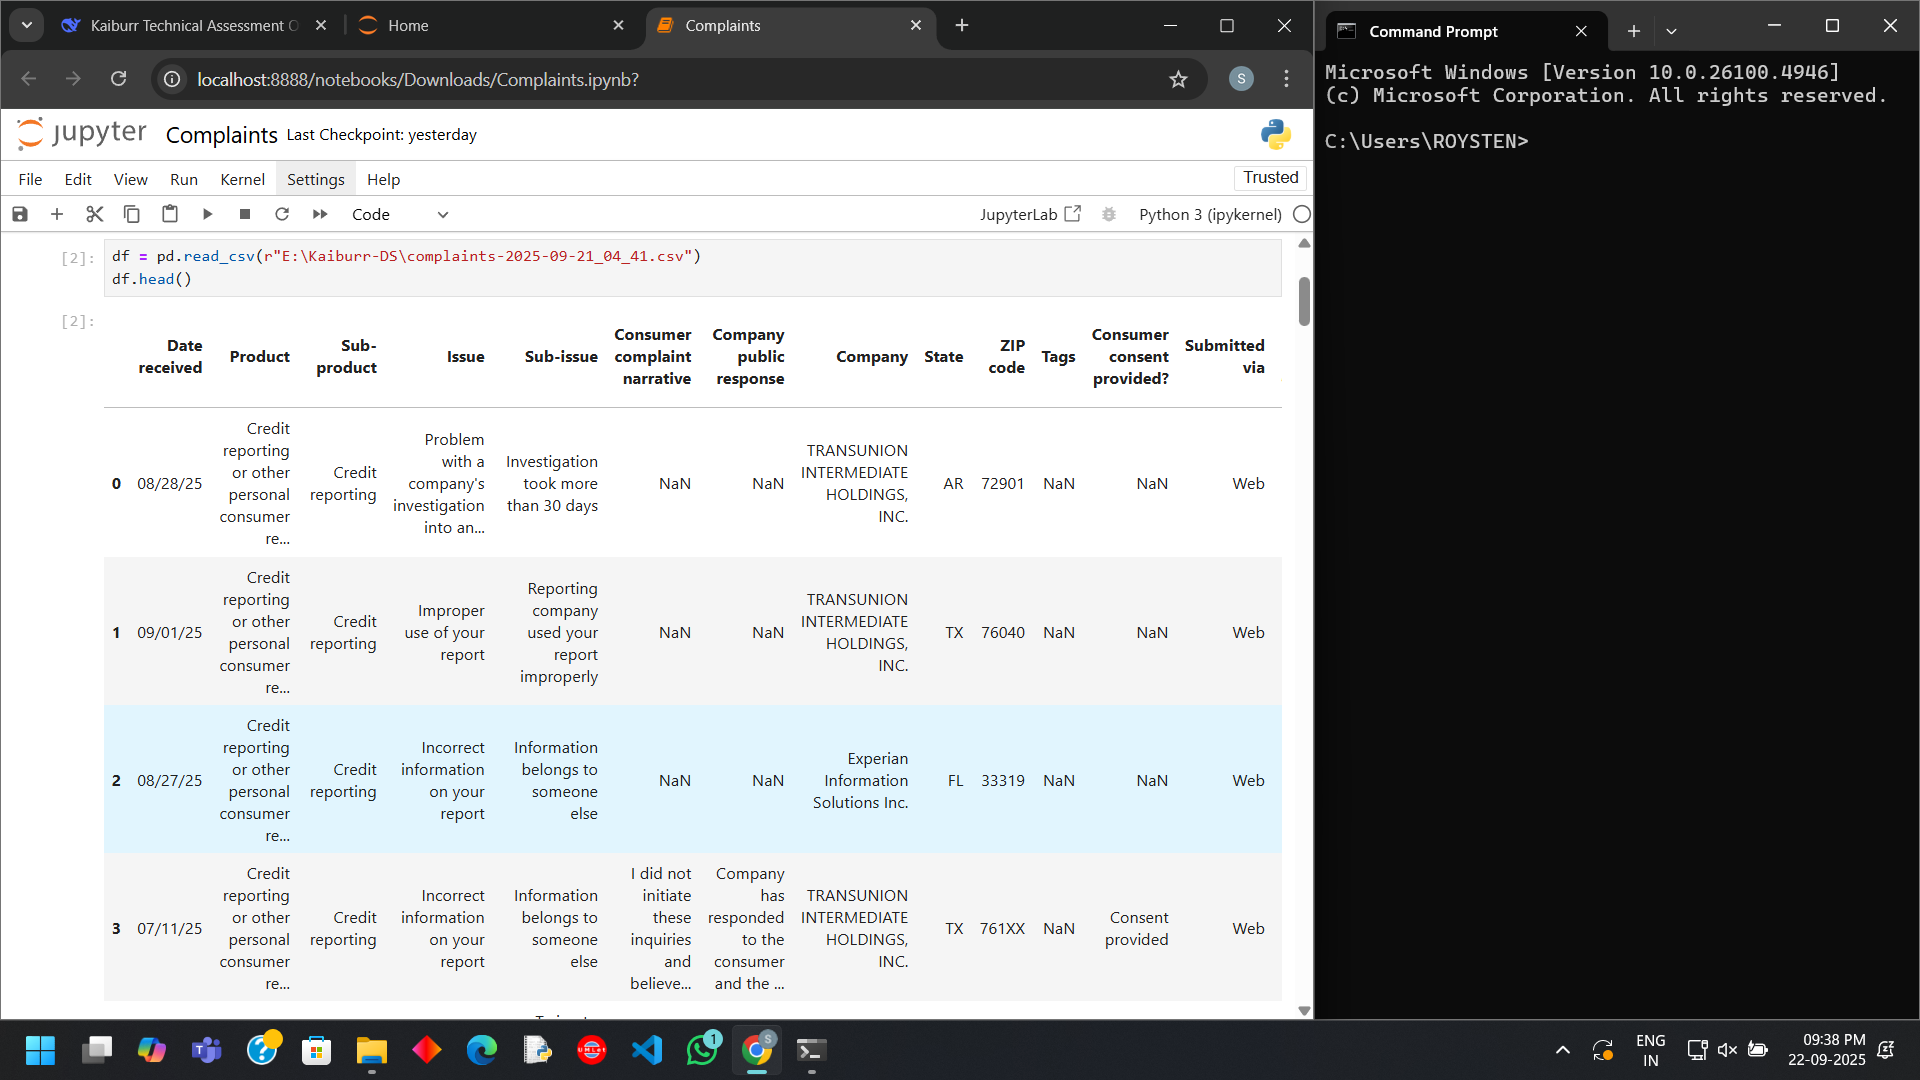 Kaiburr Technical Assessment O
Home
Complaints
localhost:8888/notebooks/Downloads/Complaints.ipynb?
S
jupyter
Complaints
Last Checkpoint: yesterday
File
Edit
View
Run
Kernel
Settings
Help
Trusted
Code
JupyterLab
Python 3 (ipykernel)
[2]:
df = pd.read_csv(r"E:\Kaiburr-DS\complaints-2025-09-21_04_41.csv")
df.head()
[2]:
Date
received
Product
Sub-
product
Issue
Sub-issue
Consumer
complaint
narrative
Company
public
response
Company
State
ZIP
code
Tags
Consumer
consent
provided?
Submitted
via
0
08/28/25
Credit
reporting
or other
personal
consumer
re...
Credit
reporting
Problem
with a
company's
investigation
into an...
Investigation
took more
than 30 days
NaN
NaN
TRANSUNION
INTERMEDIATE
HOLDINGS,
INC.
AR
72901
NaN
NaN
Web
1
09/01/25
Credit
reporting
or other
personal
consumer
re...
Credit
reporting
Improper
use of your
report
Reporting
company
used your
report
improperly
NaN
NaN
TRANSUNION
INTERMEDIATE
HOLDINGS,
INC.
TX
76040
NaN
NaN
Web
2
08/27/25
Credit
reporting
or other
personal
consumer
re...
Credit
reporting
Incorrect
information
on your
report
Information
belongs to
someone
else
NaN
NaN
Experian
Information
Solutions Inc.
FL
33319
NaN
NaN
Web
3
07/11/25
Credit
reporting
or other
personal
consumer
re...
Credit
reporting
Incorrect
information
on your
report
Information
belongs to
someone
else
I did not
initiate
these
inquiries
and
believe...
Company
has
responded
to the
consumer
and the ...
TRANSUNION
INTERMEDIATE
HOLDINGS,
INC.
TX
761XX
NaN
Consent
provided
Web
Command Prompt
Microsoft Windows [Version 10.0.26100.4946]
(c) Microsoft Corporation. All rights reserved.
C:\Users\ROYSTEN>
1
S
ENG
IN
09:38 PM
22-09-2025